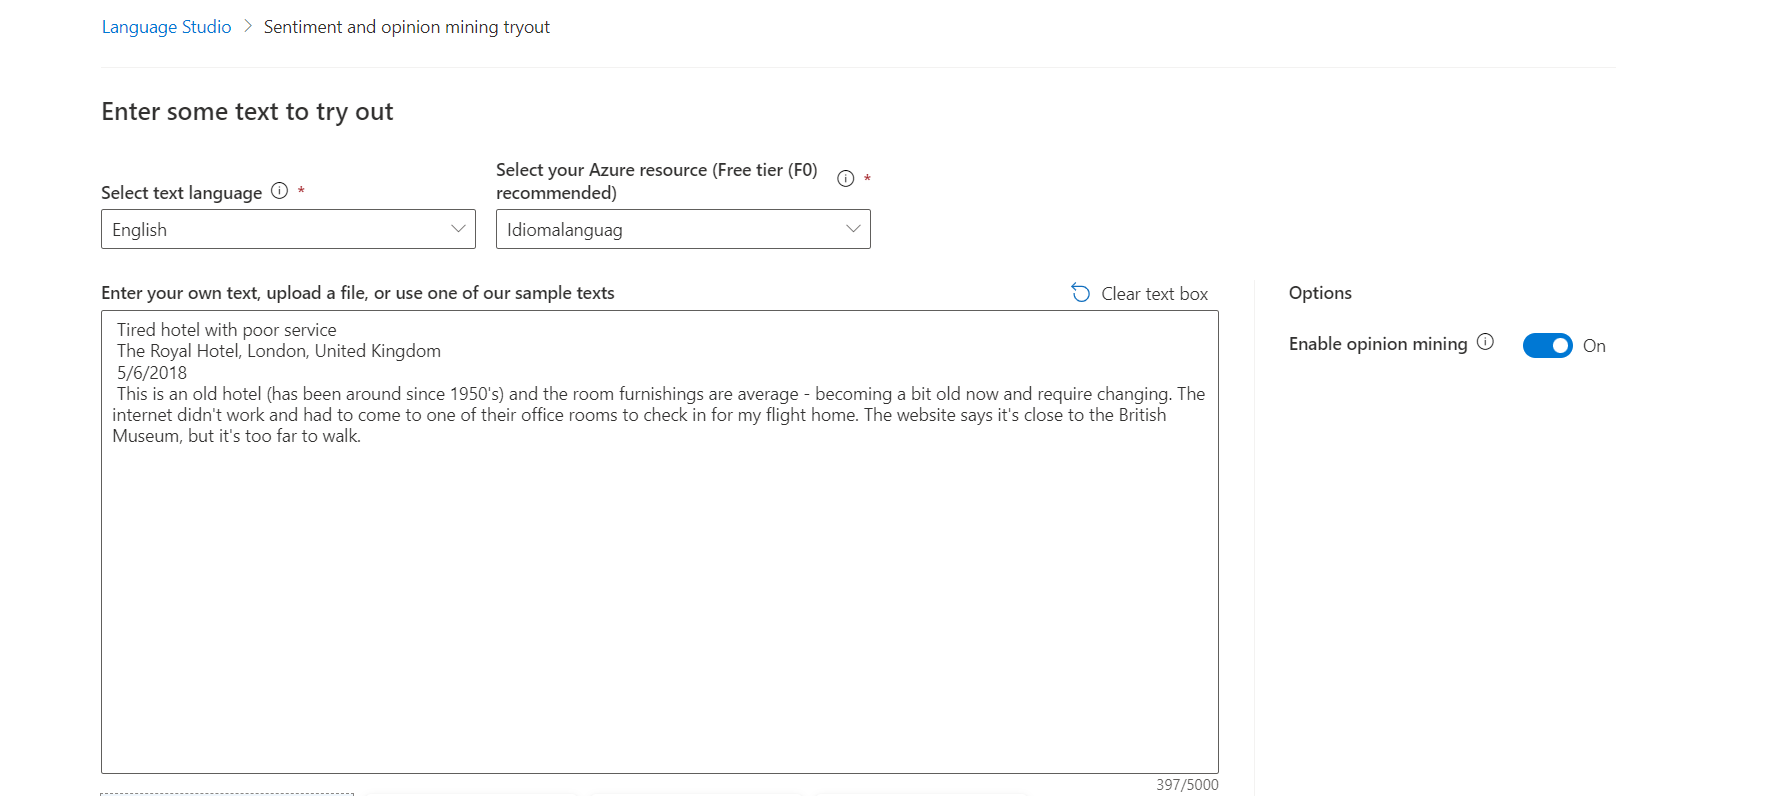 Language Studio > Sentiment and opinion mining tryout
Enter some text to try out
Select text language *
English
Select your Azure resource (Free tier (F0)
recommended) *
Idiomalanguag
Enter your own text, upload a file, or use one of our sample texts
Clear text box
Tired hotel with poor service
The Royal Hotel, London, United Kingdom
5/6/2018
This is an old hotel (has been around since 1950's) and the room furnishings are average - becoming a bit old now and require changing. The
internet didn't work and had to come to one of their office rooms to check in for my flight home. The website says it's close to the British
Museum, but it's too far to walk.
397/5000
Options
Enable opinion mining
On